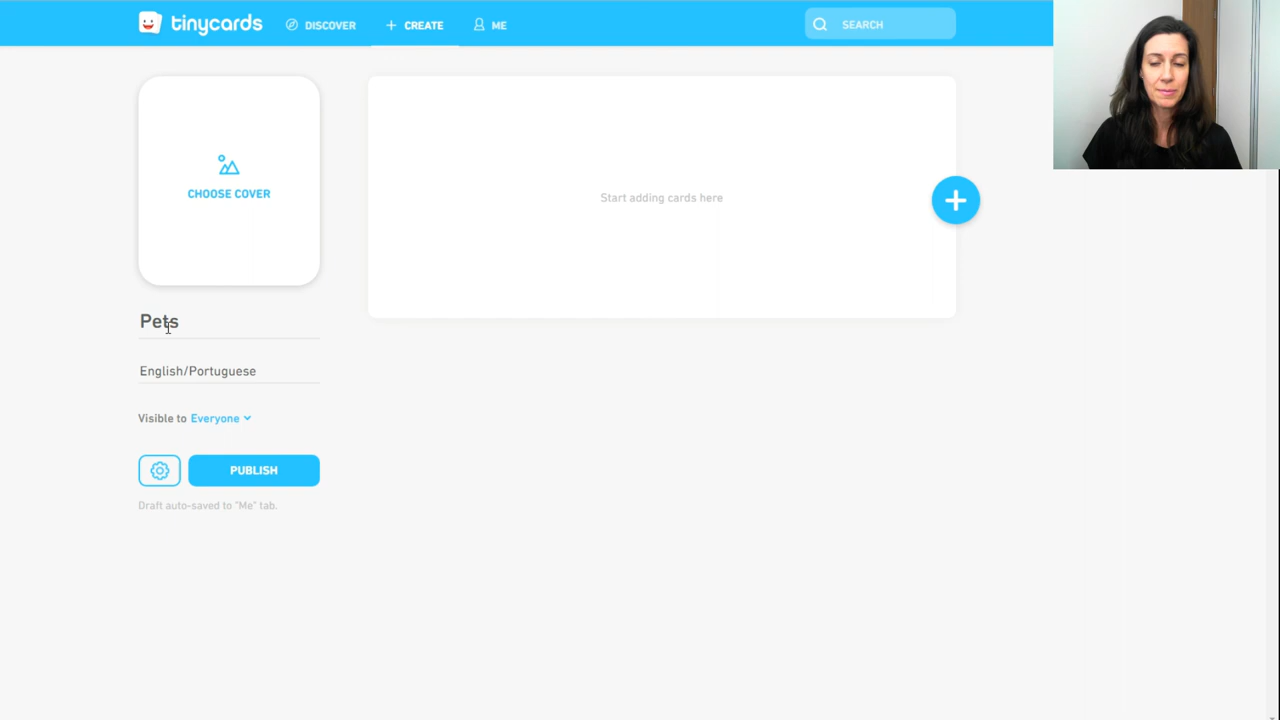 tinycards
DISCOVER
CREATE
ME
SEARCH
CHOOSE COVER
Start adding cards here
Pets
English/Portuguese
Visible to Everyone
PUBLISH
Draft auto-saved to "Me" tab.